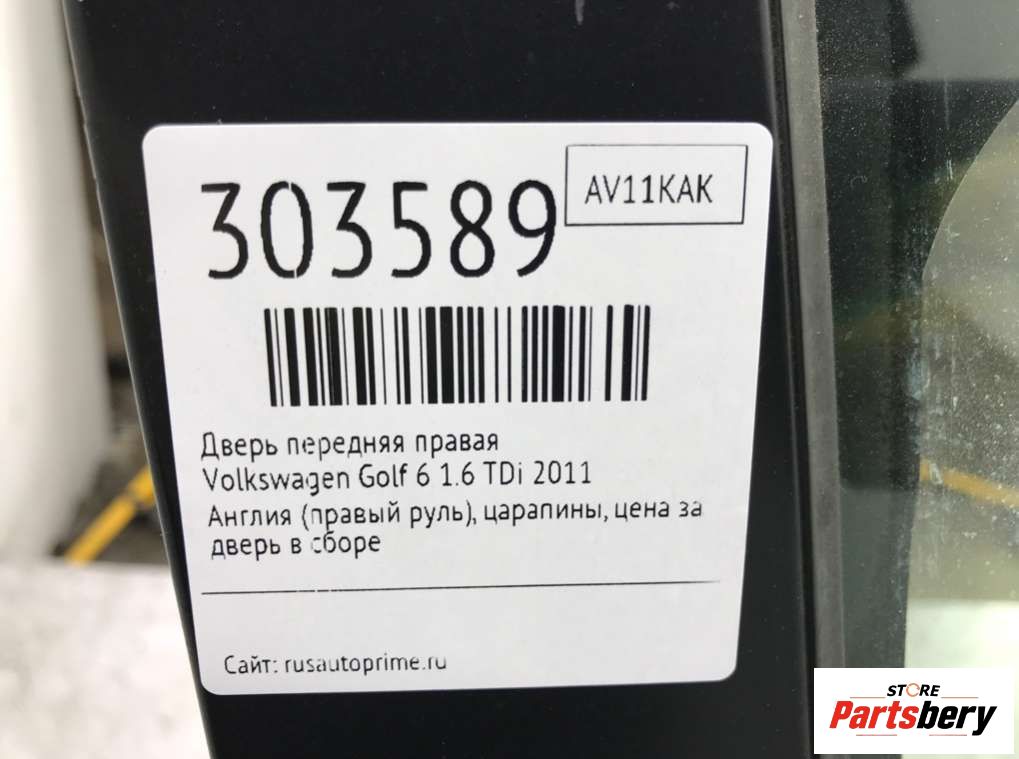 303589
AV11KAK
Дверь передняя правая
Volkswagen Golf 6 1.6 TDi 2011
Англия (правый руль), царапины, цена за
дверь в сборе
Сайт: rusautoprime.ru
STORE
Partsbery